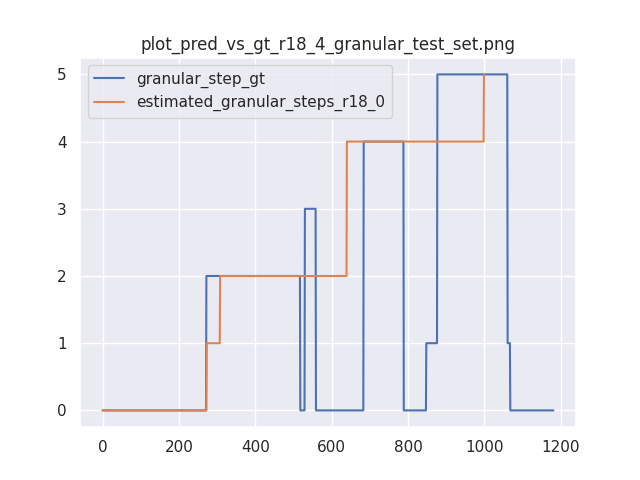 plot_pred_vs_gt_r18_4_granular_test_set.png
granular_step_gt
estimated_granular_steps_r18_0
5
4
3
2
1
0
0 200 400 600 800 1000 1200